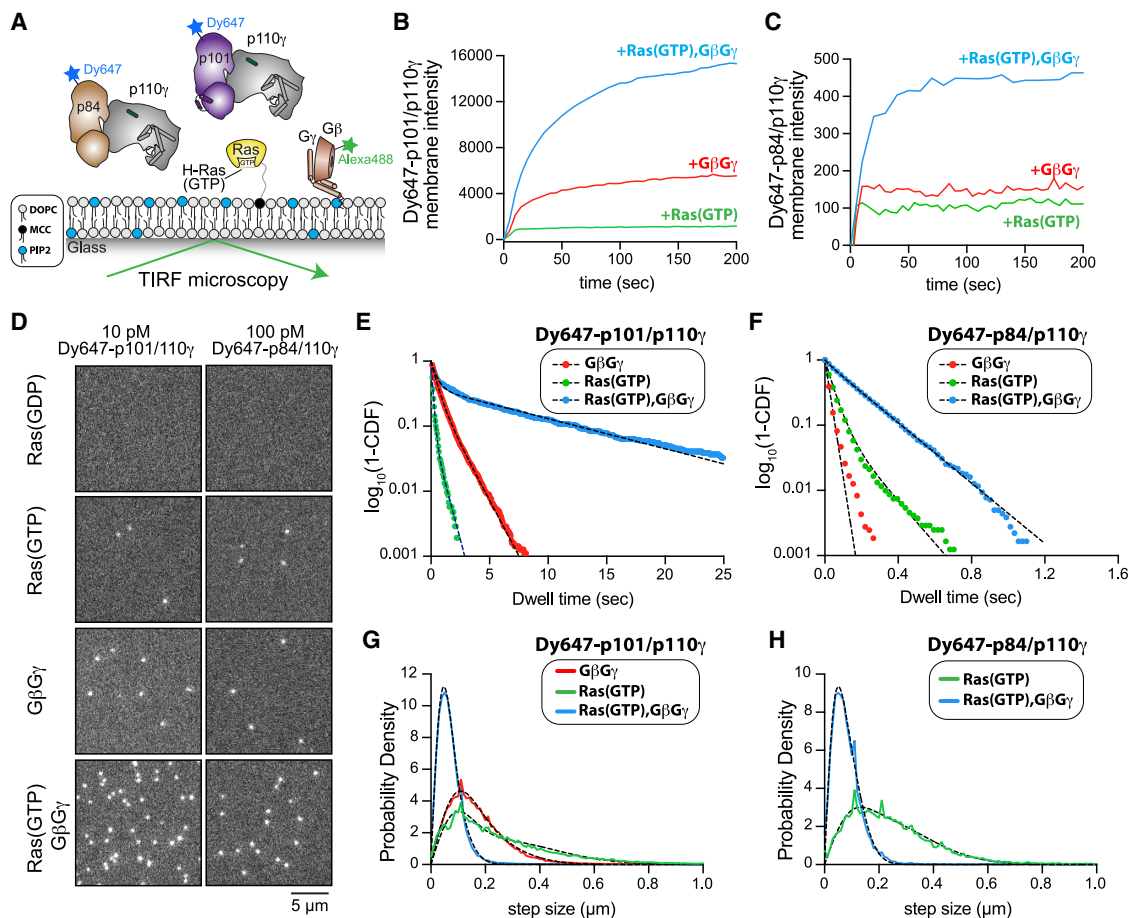 A
Dy647
p101
p110γ
Dy647
p84
p110γ
Gγ
Gβ
Alexa488
Ras
GTP
H-Ras
(GTP)
DOPC
MCC
PIP2
Glass
TIRF microscopy
B
Dy647-p101/p110γ
membrane intensity
16000
12000
8000
4000
0
+Ras(GTP),GβGγ
+GβGγ
+Ras(GTP)
0 50 100 150 200
time (sec)
C
Dy647-p84/p110γ
membrane intensity
500
400
300
200
100
0
+Ras(GTP),GβGγ
+GβGγ
+Ras(GTP)
0 50 100 150 200
time (sec)
D
10 pM
Dy647-p101/110γ
100 pM
Dy647-p84/110γ
Ras(GDP)
Ras(GTP)
GβGγ
Ras(GTP)
GβGγ
5 µm
E
Dy647-p101/p110γ
GβGγ
Ras(GTP)
Ras(GTP),GβGγ
log10(1-CDF)
1
0.1
0.01
0.001
0 5 10 15 20 25
Dwell time (sec)
F
Dy647-p84/p110γ
GβGγ
Ras(GTP)
Ras(GTP),GβGγ
log10(1-CDF)
1
0.1
0.01
0.001
0.0 0.4 0.8 1.2 1.6
Dwell time (sec)
G
Dy647-p101/p110γ
GβGγ
Ras(GTP)
Ras(GTP),GβGγ
Probability Density
12
10
8
6
4
2
0
0 0.2 0.4 0.6 0.8 1.0
step size (µm)
H
Dy647-p84/p110γ
Ras(GTP)
Ras(GTP),GβGγ
Probability Density
10
8
6
4
2
0
0 0.2 0.4 0.6 0.8 1.0
step size (µm)